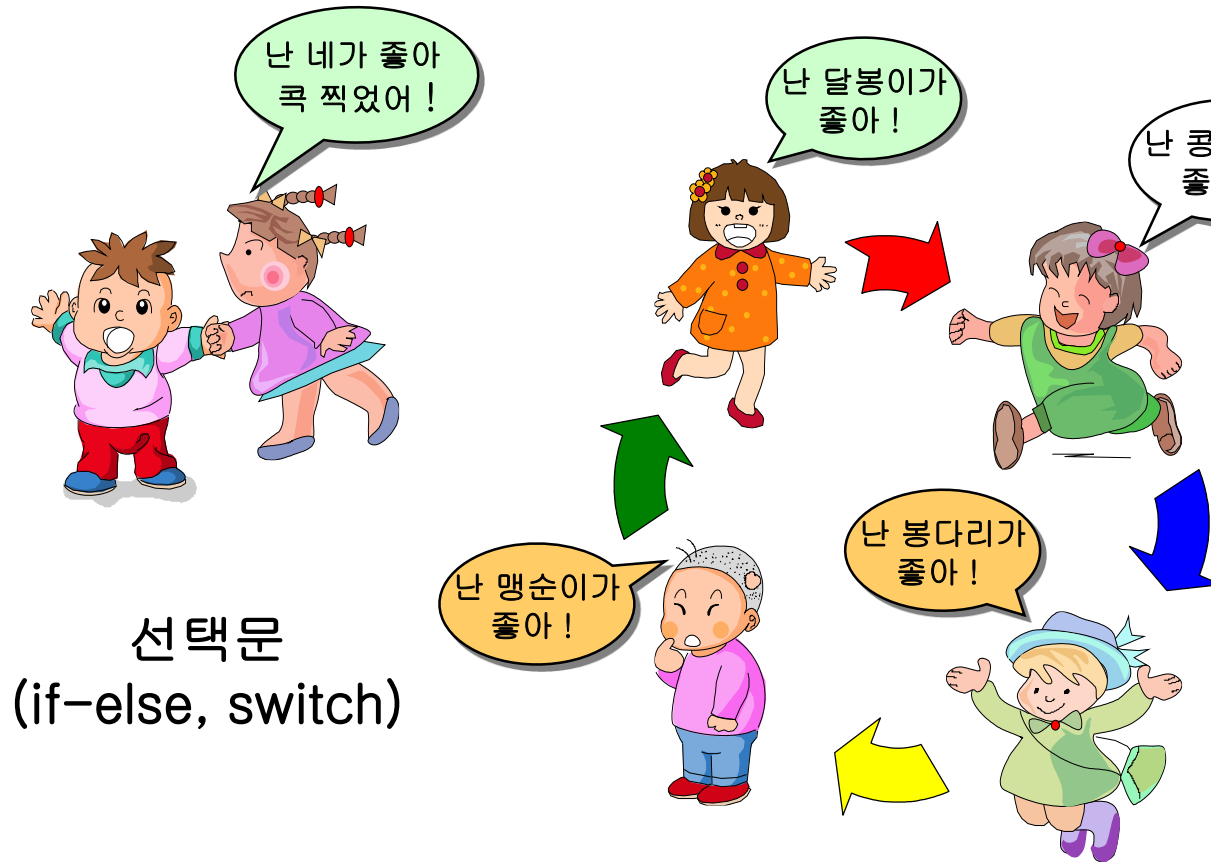 난 네가 좋아
콕 찍었어 !
난 달봉이가
좋아 !
난
난 봉다리가
좋아 !
난 맹순이가
좋아 !
선택문
(if-else, switch)